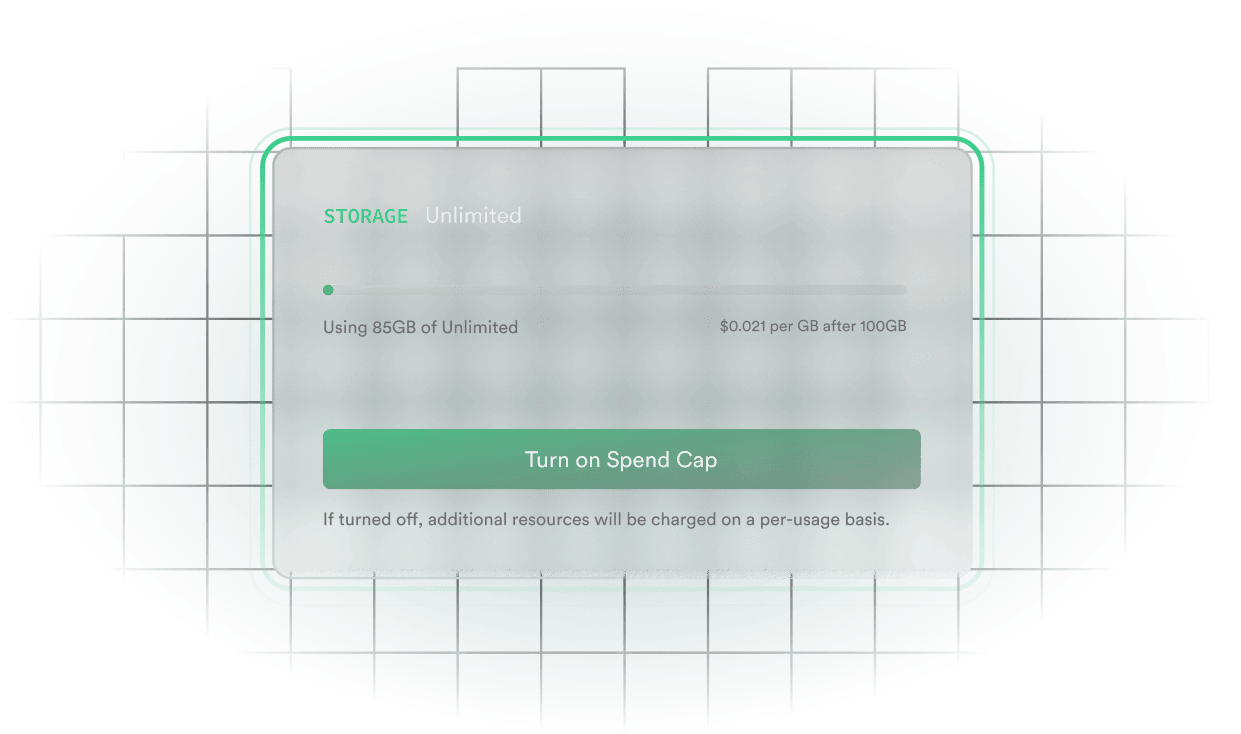 STORAGE Unlimited
Using 85GB of Unlimited
$0.021 per GB after 100GB
Turn on Spend Cap
If turned off, additional resources will be charged on a per-usage basis.